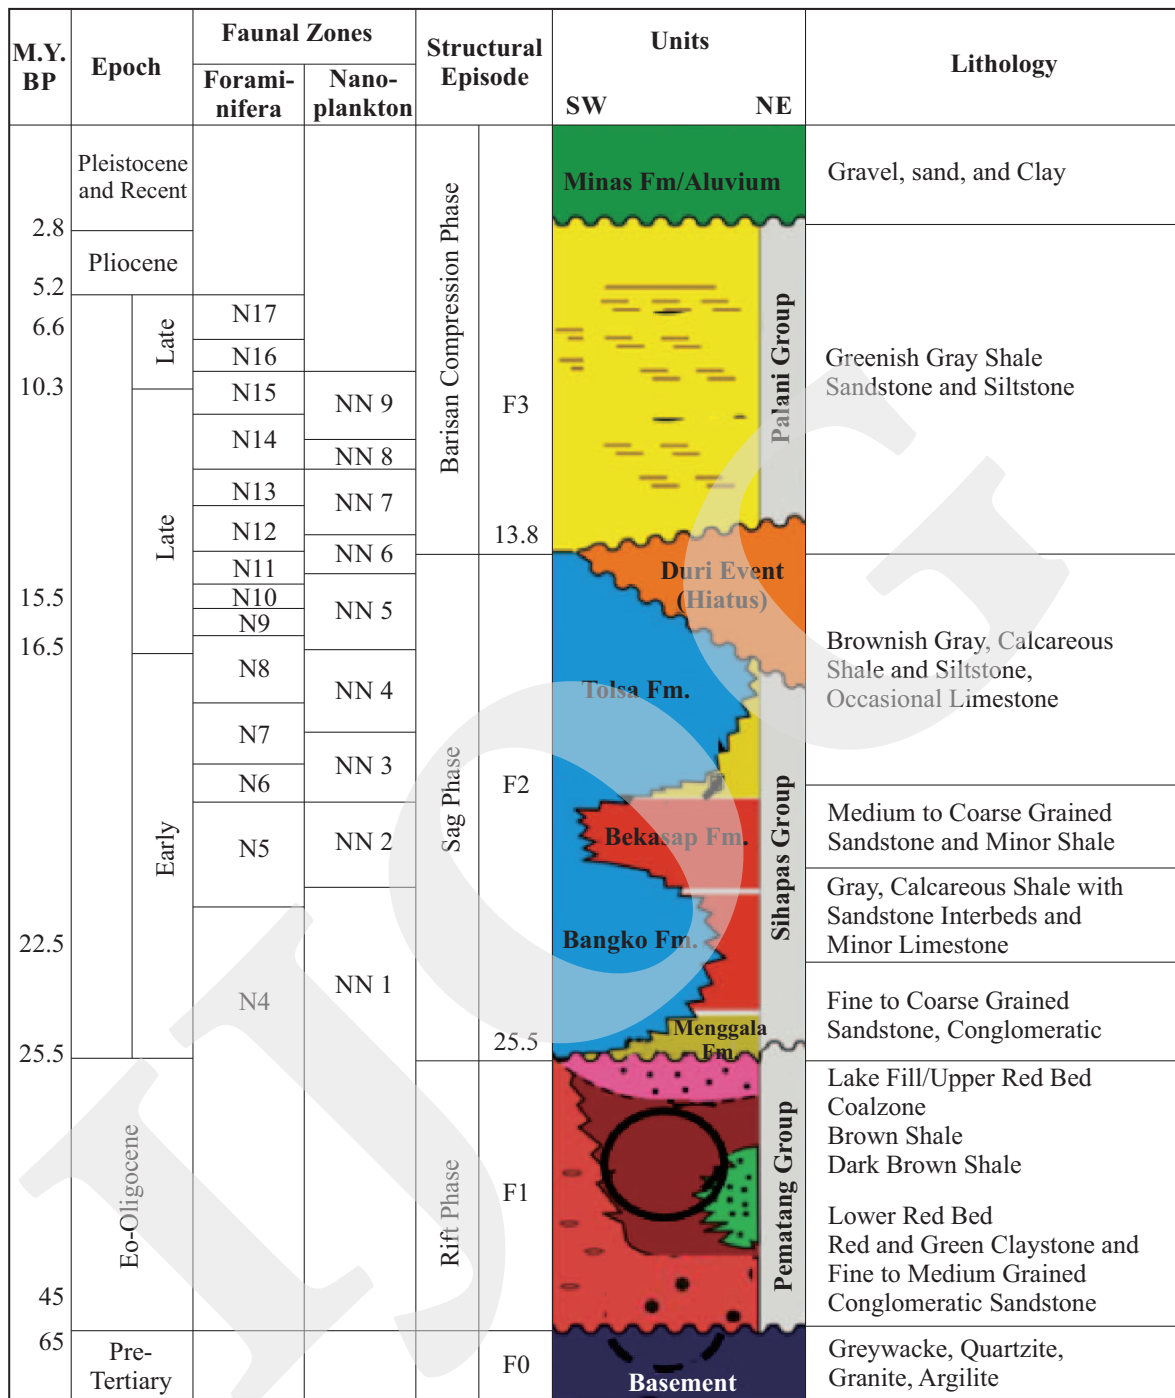 M.Y.
BP
Epoch
Faunal Zones
Forami-
nifera
Nano-
plankton
Structural
Episode
Units
SW
NE
Lithology
Pleistocene
and Recent
2.8
Pliocene
5.2
6.6
10.3
15.5
16.5
22.5
25.5
45
65
Late
Late
Early
Eo-Oligocene
Pre-
Tertiary
N17
N16
N15
N14
N13
N12
N11
N10
N9
N8
N7
N6
N5
N4
NN 9
NN 8
NN 7
NN 6
NN 5
NN 4
NN 3
NN 2
NN 1
Barisan Compression Phase
Sag Phase
Rift Phase
F3
13.8
F2
25.5
F1
F0
Minas Fm/Aluvium
Palani Group
Duri Event
(Hiatus)
Tolsa Fm.
Bekasap Fm.
Bangko Fm.
Menggala
Fm.
Sihapas Group
Pematang Group
Basement
Gravel, sand, and Clay
Greenish Gray Shale
Sandstone and Siltstone
Brownish Gray, Calcareous
Shale and Siltstone,
Occasional Limestone
Medium to Coarse Grained
Sandstone and Minor Shale
Gray, Calcareous Shale with
Sandstone Interbeds and
Minor Limestone
Fine to Coarse Grained
Sandstone, Conglomeratic
Lake Fill/Upper Red Bed
Coalzone
Brown Shale
Dark Brown Shale
Lower Red Bed
Red and Green Claystone and
Fine to Medium Grained
Conglomeratic Sandstone
Greywacke, Quartzite,
Granite, Argilite
IJOG